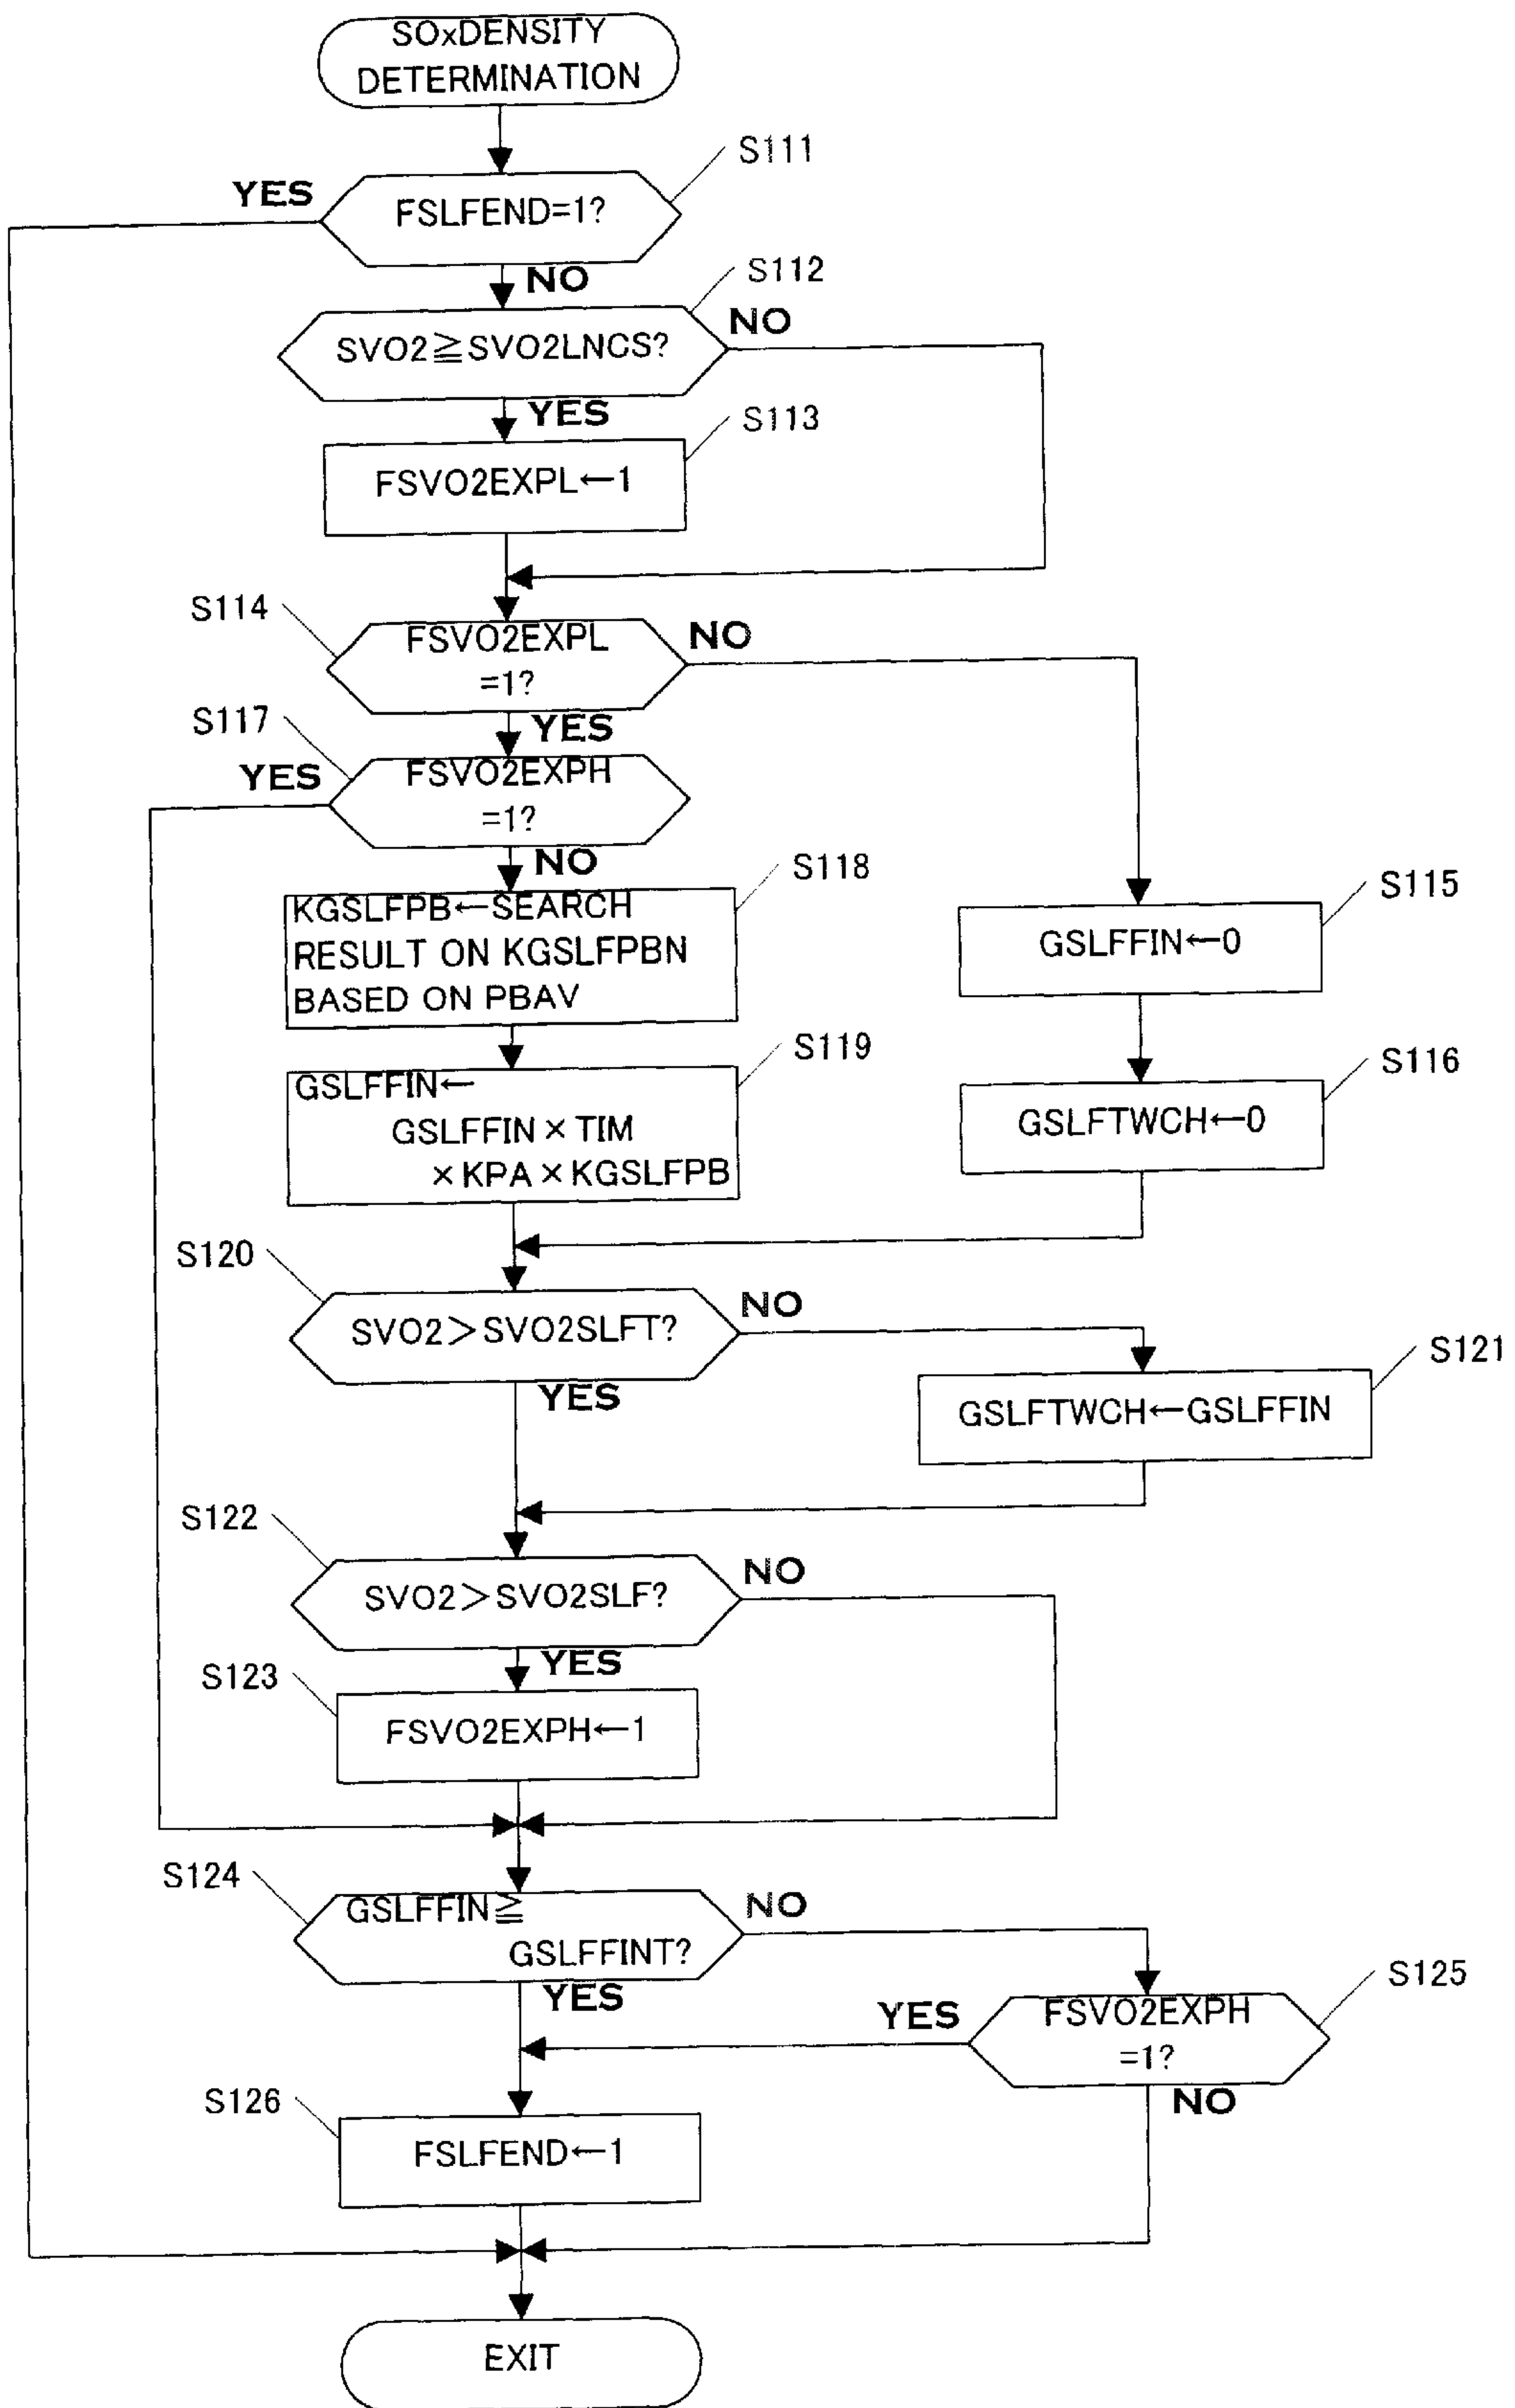 SOxDENSITY
DETERMINATION
S111
YES
FSLFEND=1?
NO
S112
SVO2≧SVO2LNCS?
NO
YES
S113
FSVO2EXPL←1
S114
FSVO2EXPL
=1?
NO
YES
S117
YES
FSVO2EXPH
=1?
NO
S118
KGSLFPB←SEARCH
RESULT ON KGSLFPBN
BASED ON PBAV
S115
GSLFFIN←0
S119
GSLFFIN←
GSLFFIN×TIM
×KPA×KGSLFPB
S116
GSLFTWCH←0
S120
SVO2>SVO2SLFT?
NO
YES
S121
GSLFTWCH←GSLFFIN
S122
SVO2>SVO2SLF?
NO
YES
S123
FSVO2EXPH←1
S124
GSLFFIN≧
GSLFFINT?
NO
YES
S125
YES
FSVO2EXPH
=1?
NO
S126
FSLFEND←1
EXIT